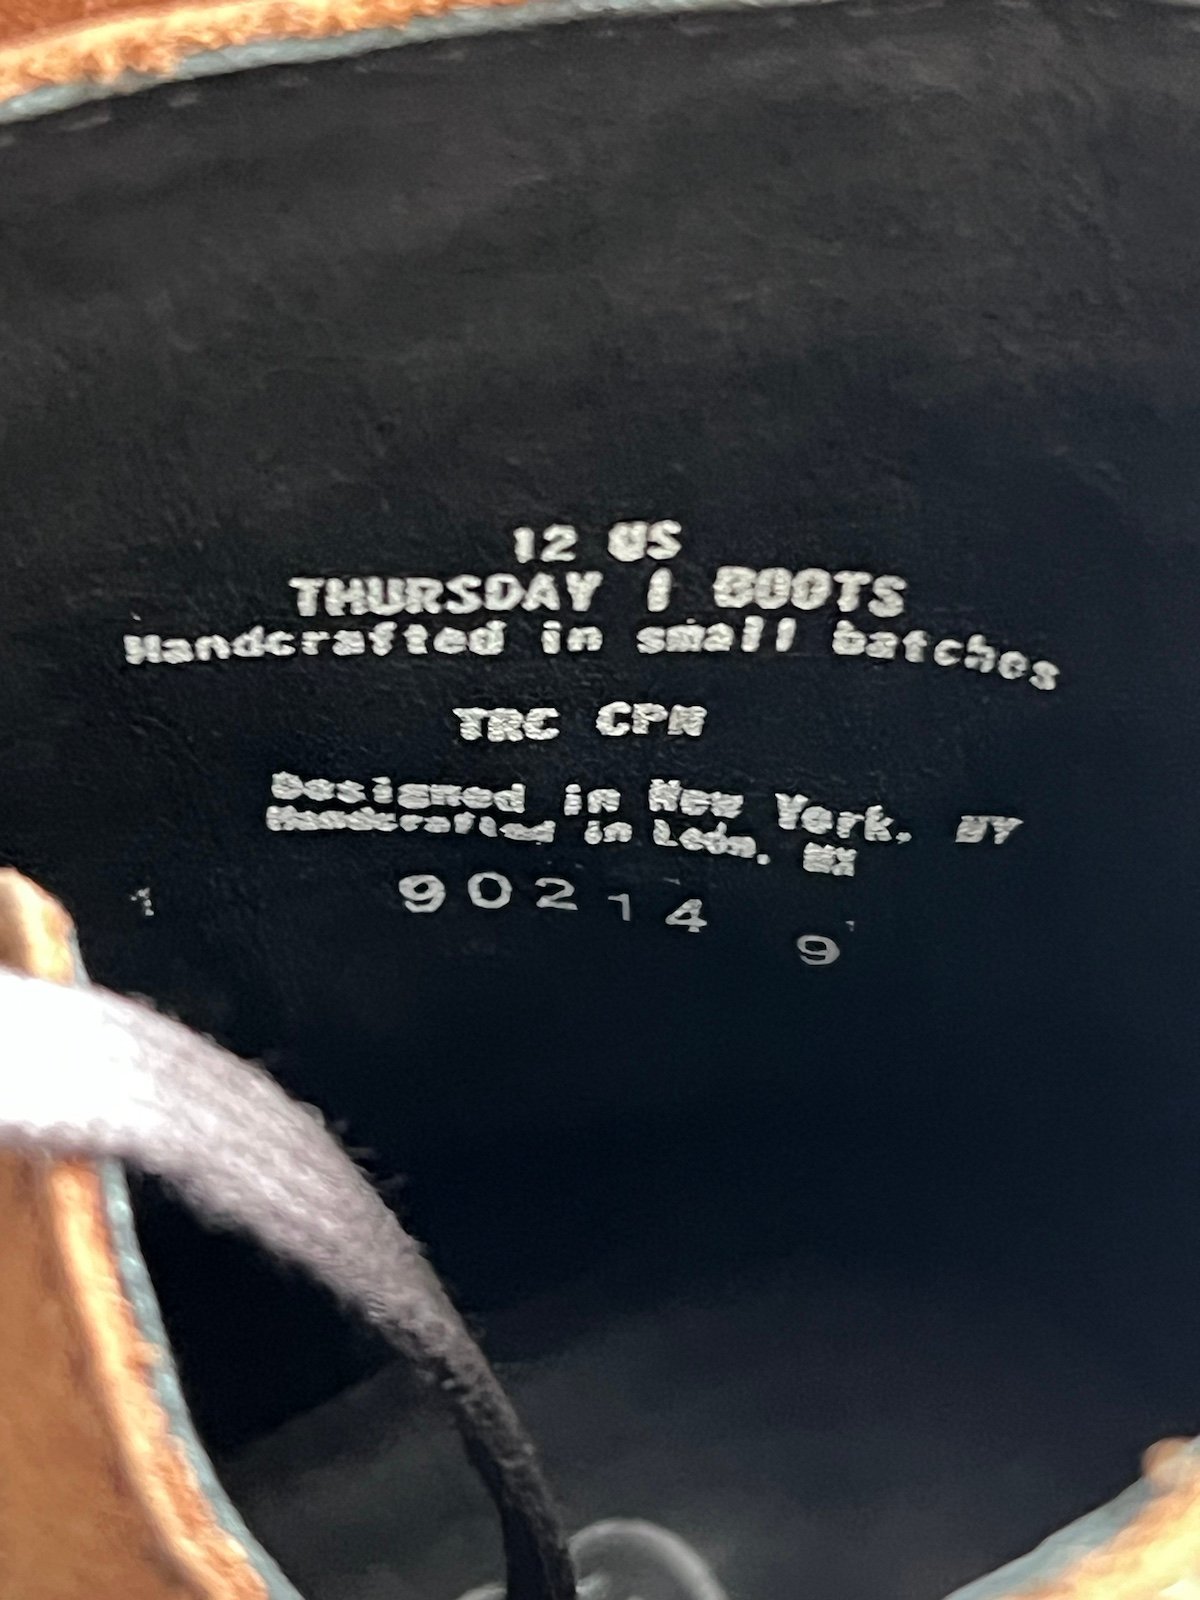 12 US
THURSDAY | BOOTS
Handcrafted in small batches
TRC CPN
Designed in New York, NY
Handcrafted in León, MX
1 90214 9